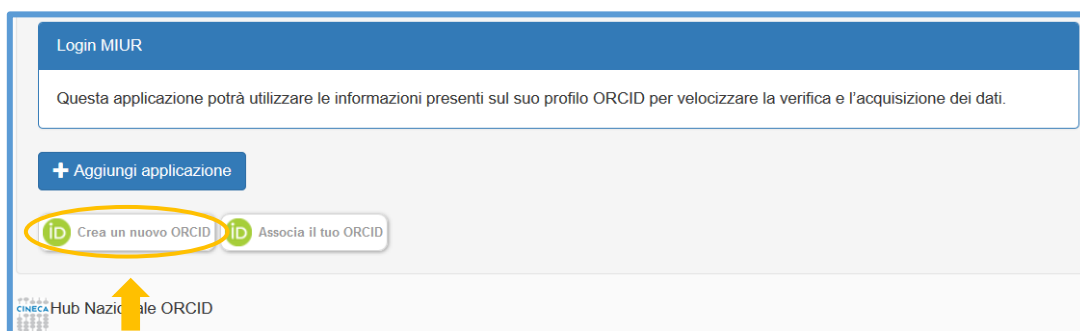 Login MIUR
Questa applicazione potrà utilizzare le informazioni presenti sul suo profilo ORCID per velocizzare la verifica e l'acquisizione dei dati.
+ Aggiungi applicazione
iD Crea un nuovo ORCID iD Associa il tuo ORCID
CINECA Hub Nazionale ORCID